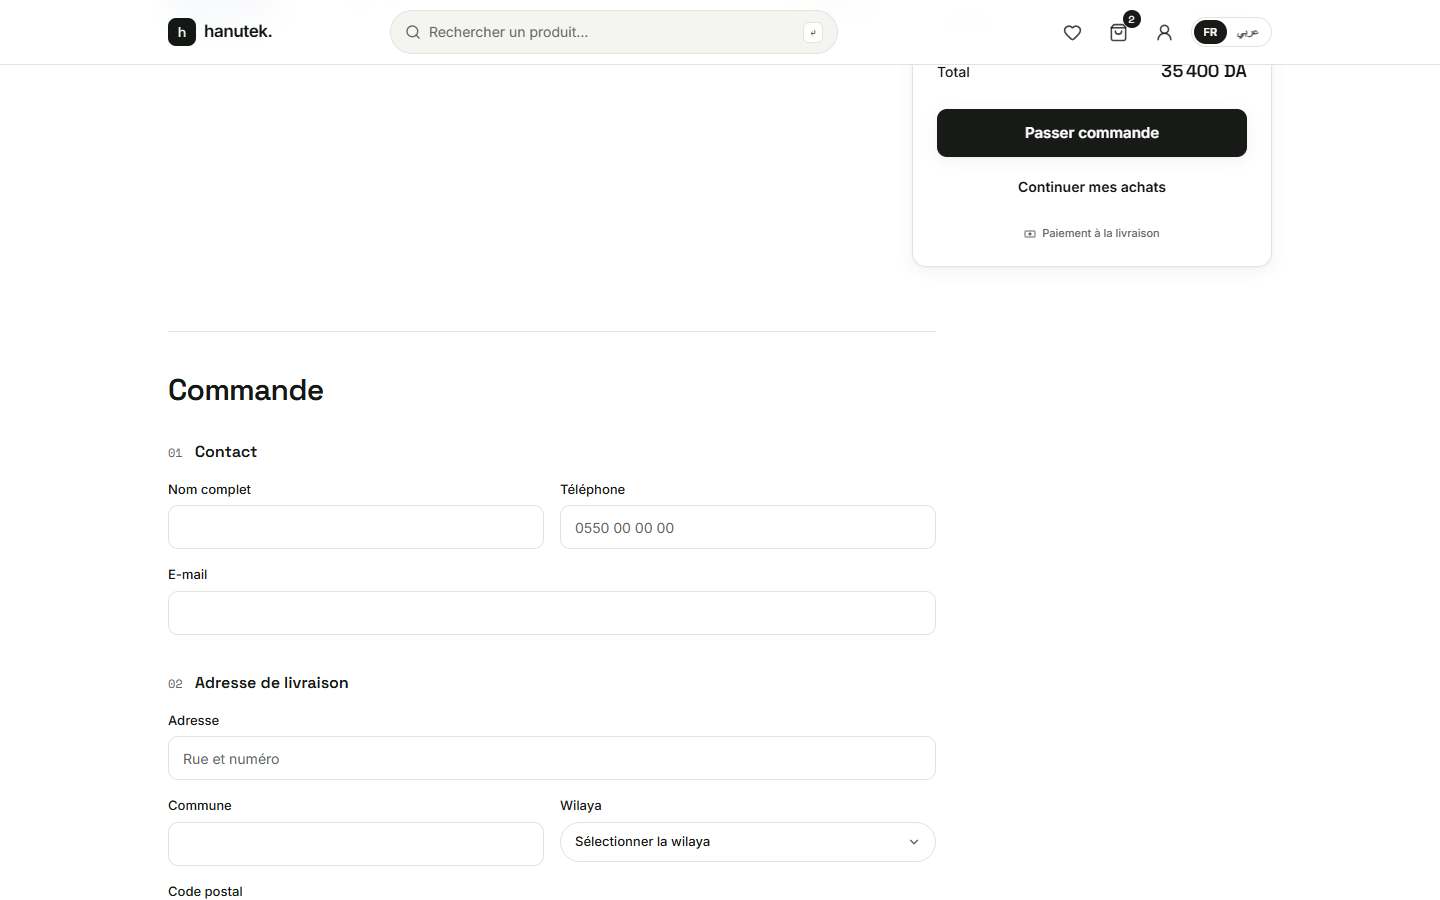 h hanutek.
Rechercher un produit...
2
FR عربي
Total 35 400 DA
Passer commande
Continuer mes achats
Paiement à la livraison
Commande
01 Contact
Nom complet Téléphone
0550 00 00 00
E-mail
02 Adresse de livraison
Adresse
Rue et numéro
Commune Wilaya
Sélectionner la wilaya
Code postal